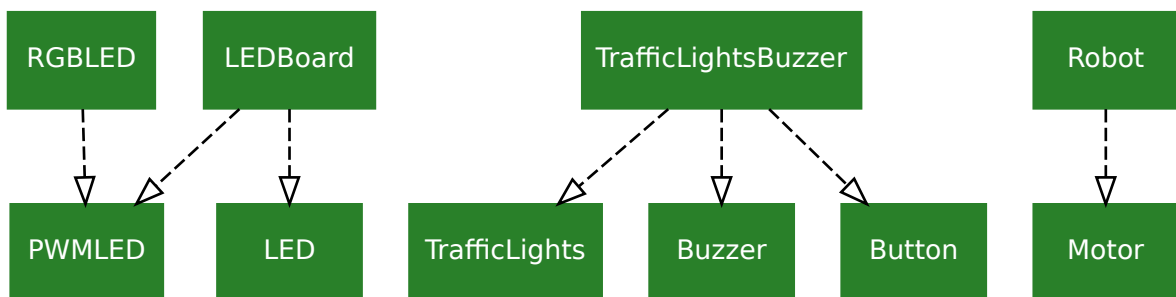 RGBLED
LEDBoard
TrafficLightsBuzzer
Robot
PWMLED
LED
TrafficLights
Buzzer
Button
Motor